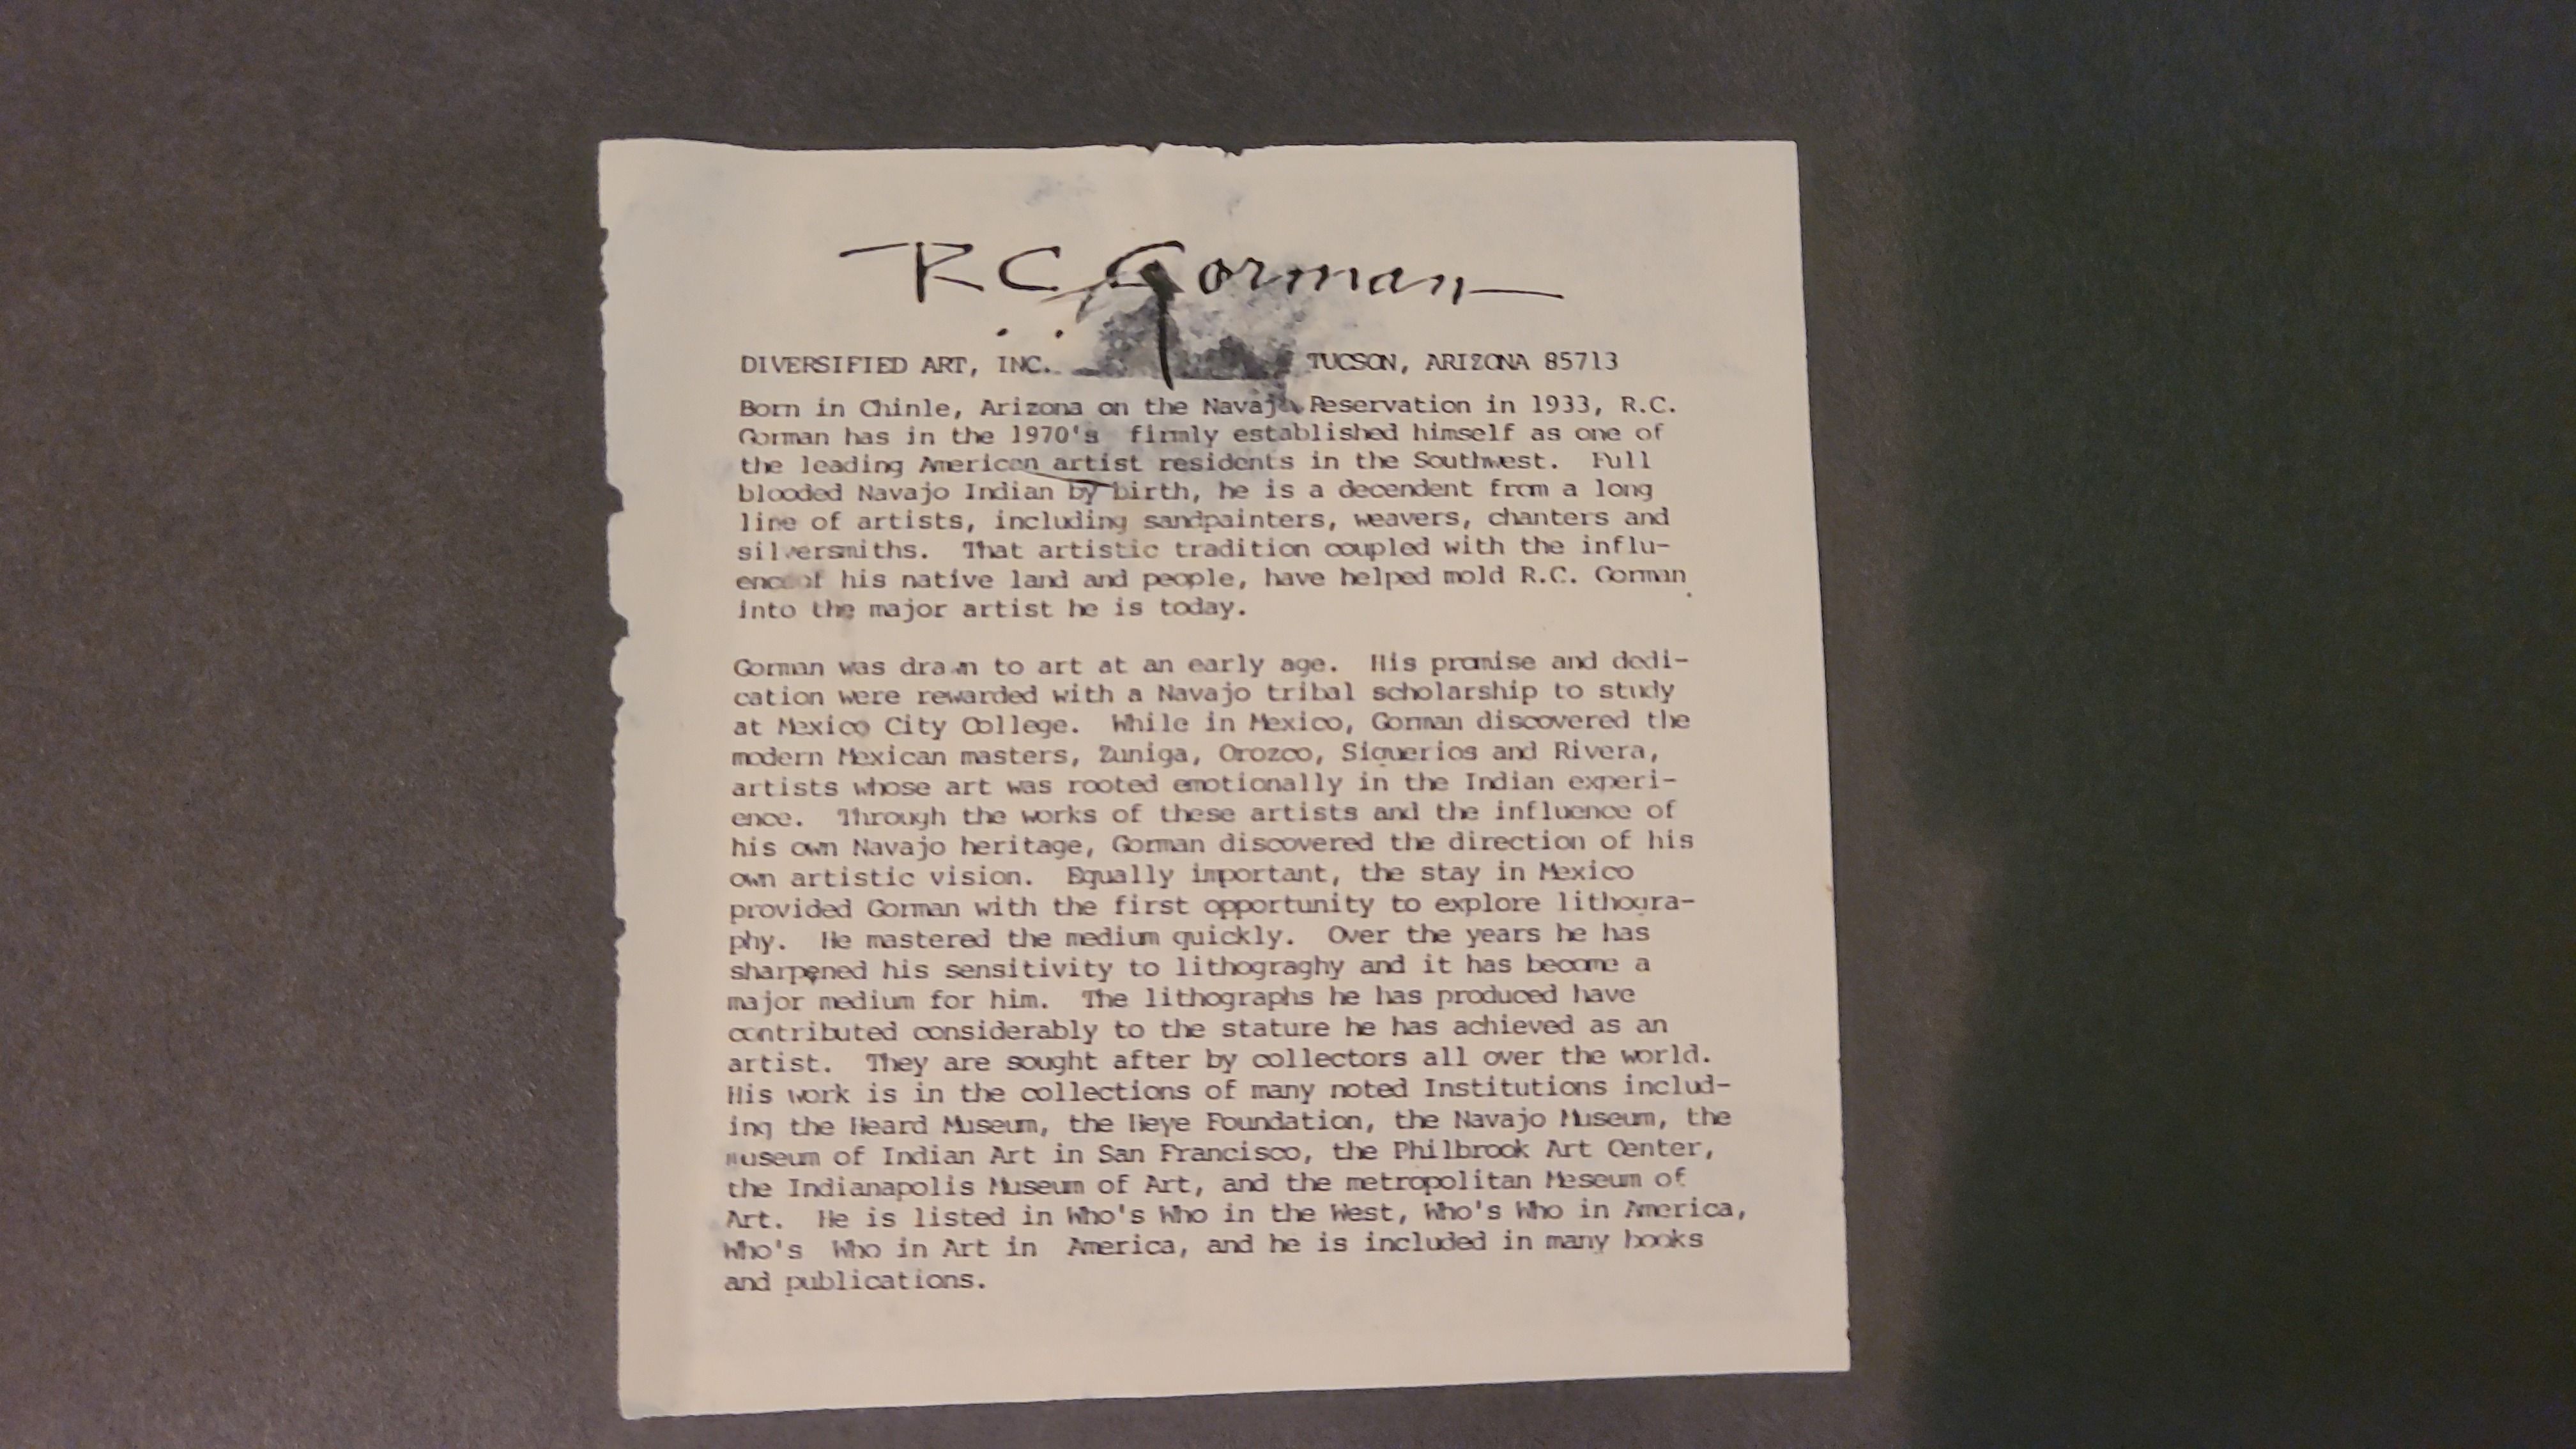 R.C. Gorman
DIVERSIFIED ART, INC. TUCSON, ARIZONA 85713
Born in Chinle, Arizona on the Navajo Reservation in 1933, R.C.
Gorman has in the 1970's firmly established himself as one of
the leading American artist residents in the Southwest. Full
blooded Navajo Indian by birth, he is a decendent from a long
line of artists, including sandpainters, weavers, chanters and
silversmiths. That artistic tradition coupled with the influ-
ence of his native land and people, have helped mold R.C. Gorman
into the major artist he is today.
Gorman was drawn to art at an early age. His promise and dedi-
cation were rewarded with a Navajo tribal scholarship to study
at Mexico City College. While in Mexico, Gorman discovered the
modern Mexican masters, Zuniga, Orozco, Siquerios and Rivera,
artists whose art was rooted emotionally in the Indian experi-
ence. Through the works of these artists and the influence of
his own Navajo heritage, Gorman discovered the direction of his
own artistic vision. Equally important, the stay in Mexico
provided Gorman with the first opportunity to explore lithogra-
phy. He mastered the medium quickly. Over the years he has
sharpened his sensitivity to lithograghy and it has become a
major medium for him. The lithographs he has produced have
contributed considerably to the stature he has achieved as an
artist. They are sought after by collectors all over the world.
His work is in the collections of many noted Institutions includ-
ing the Heard Museum, the Heye Foundation, the Navajo Museum, the
Museum of Indian Art in San Francisco, the Philbrook Art Center,
the Indianapolis Museum of Art, and the metropolitan Meseum of
Art. He is listed in Who's Who in the West, Who's Who in America,
Who's Who in Art in America, and he is included in many books
and publications.